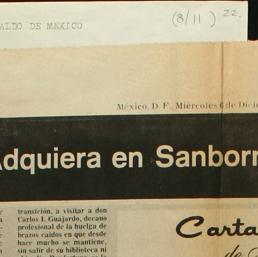 ALDO DE MEXICO (8/11) 22.
México, D. F., Miércoles 6 de Dicie
Adquiera en Sanborn
transición, a visitar a don
Carlos I. Guajardo, decano
profesional de la huelga de
brazos caídos en que desde
hace mucho se mantiene,
sin salir de su biblioteca ni
Carta
de